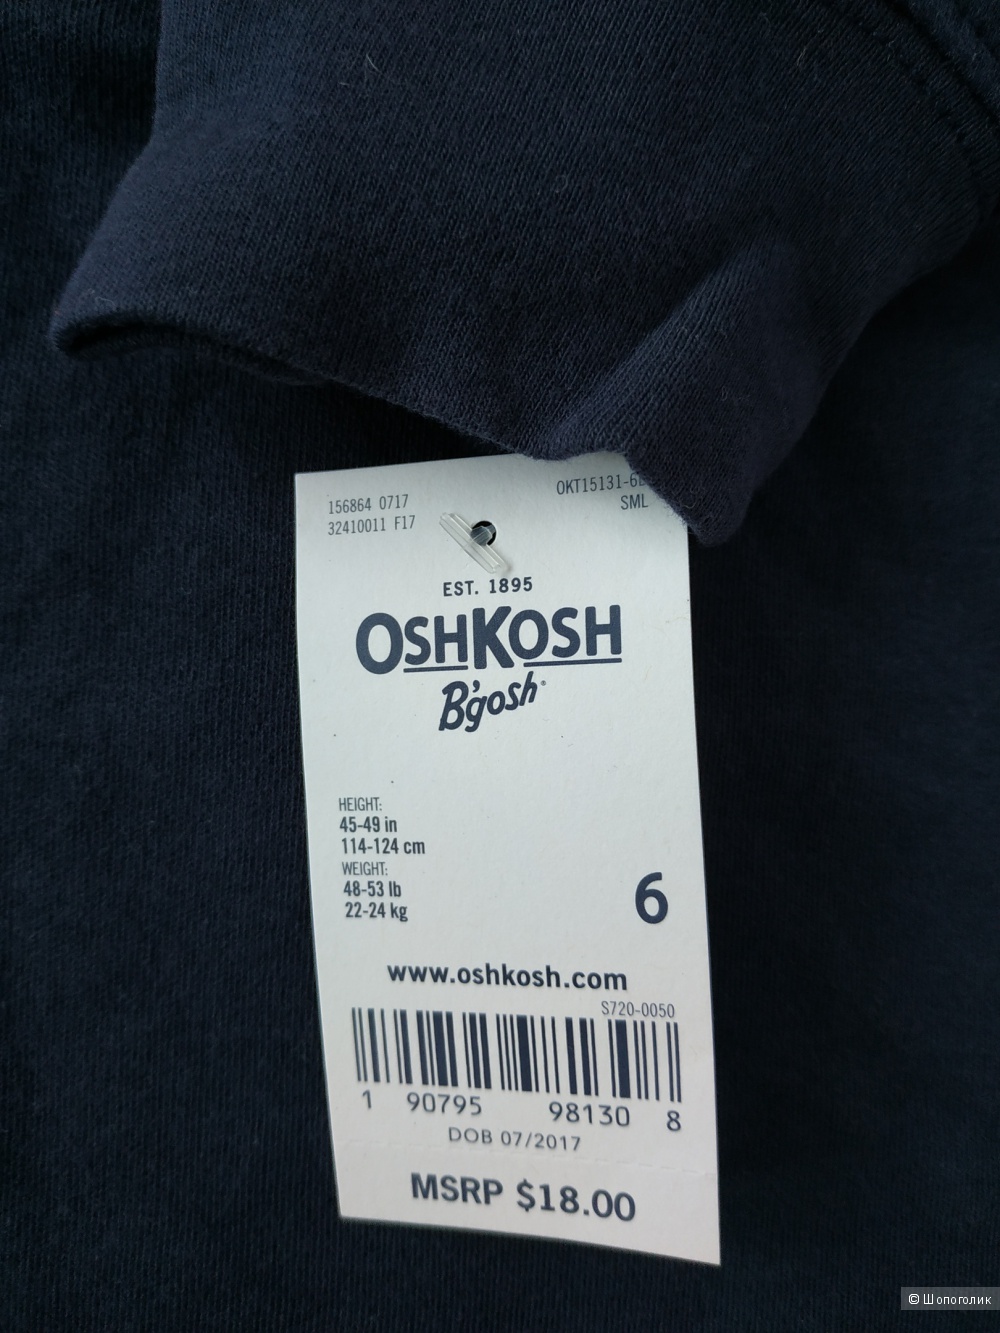 156864 0717
32410011 F17
SML
EST. 1895
OSHKOSH
B'gosh
HEIGHT:
45-49 in
114-124 cm
WEIGHT:
48-53 lb
22-24 kg
6
www.oshkosh.com
S720-0050
1 90795 98130 8
DOB 07/2017
MSRP $18.00
© Шопоголик